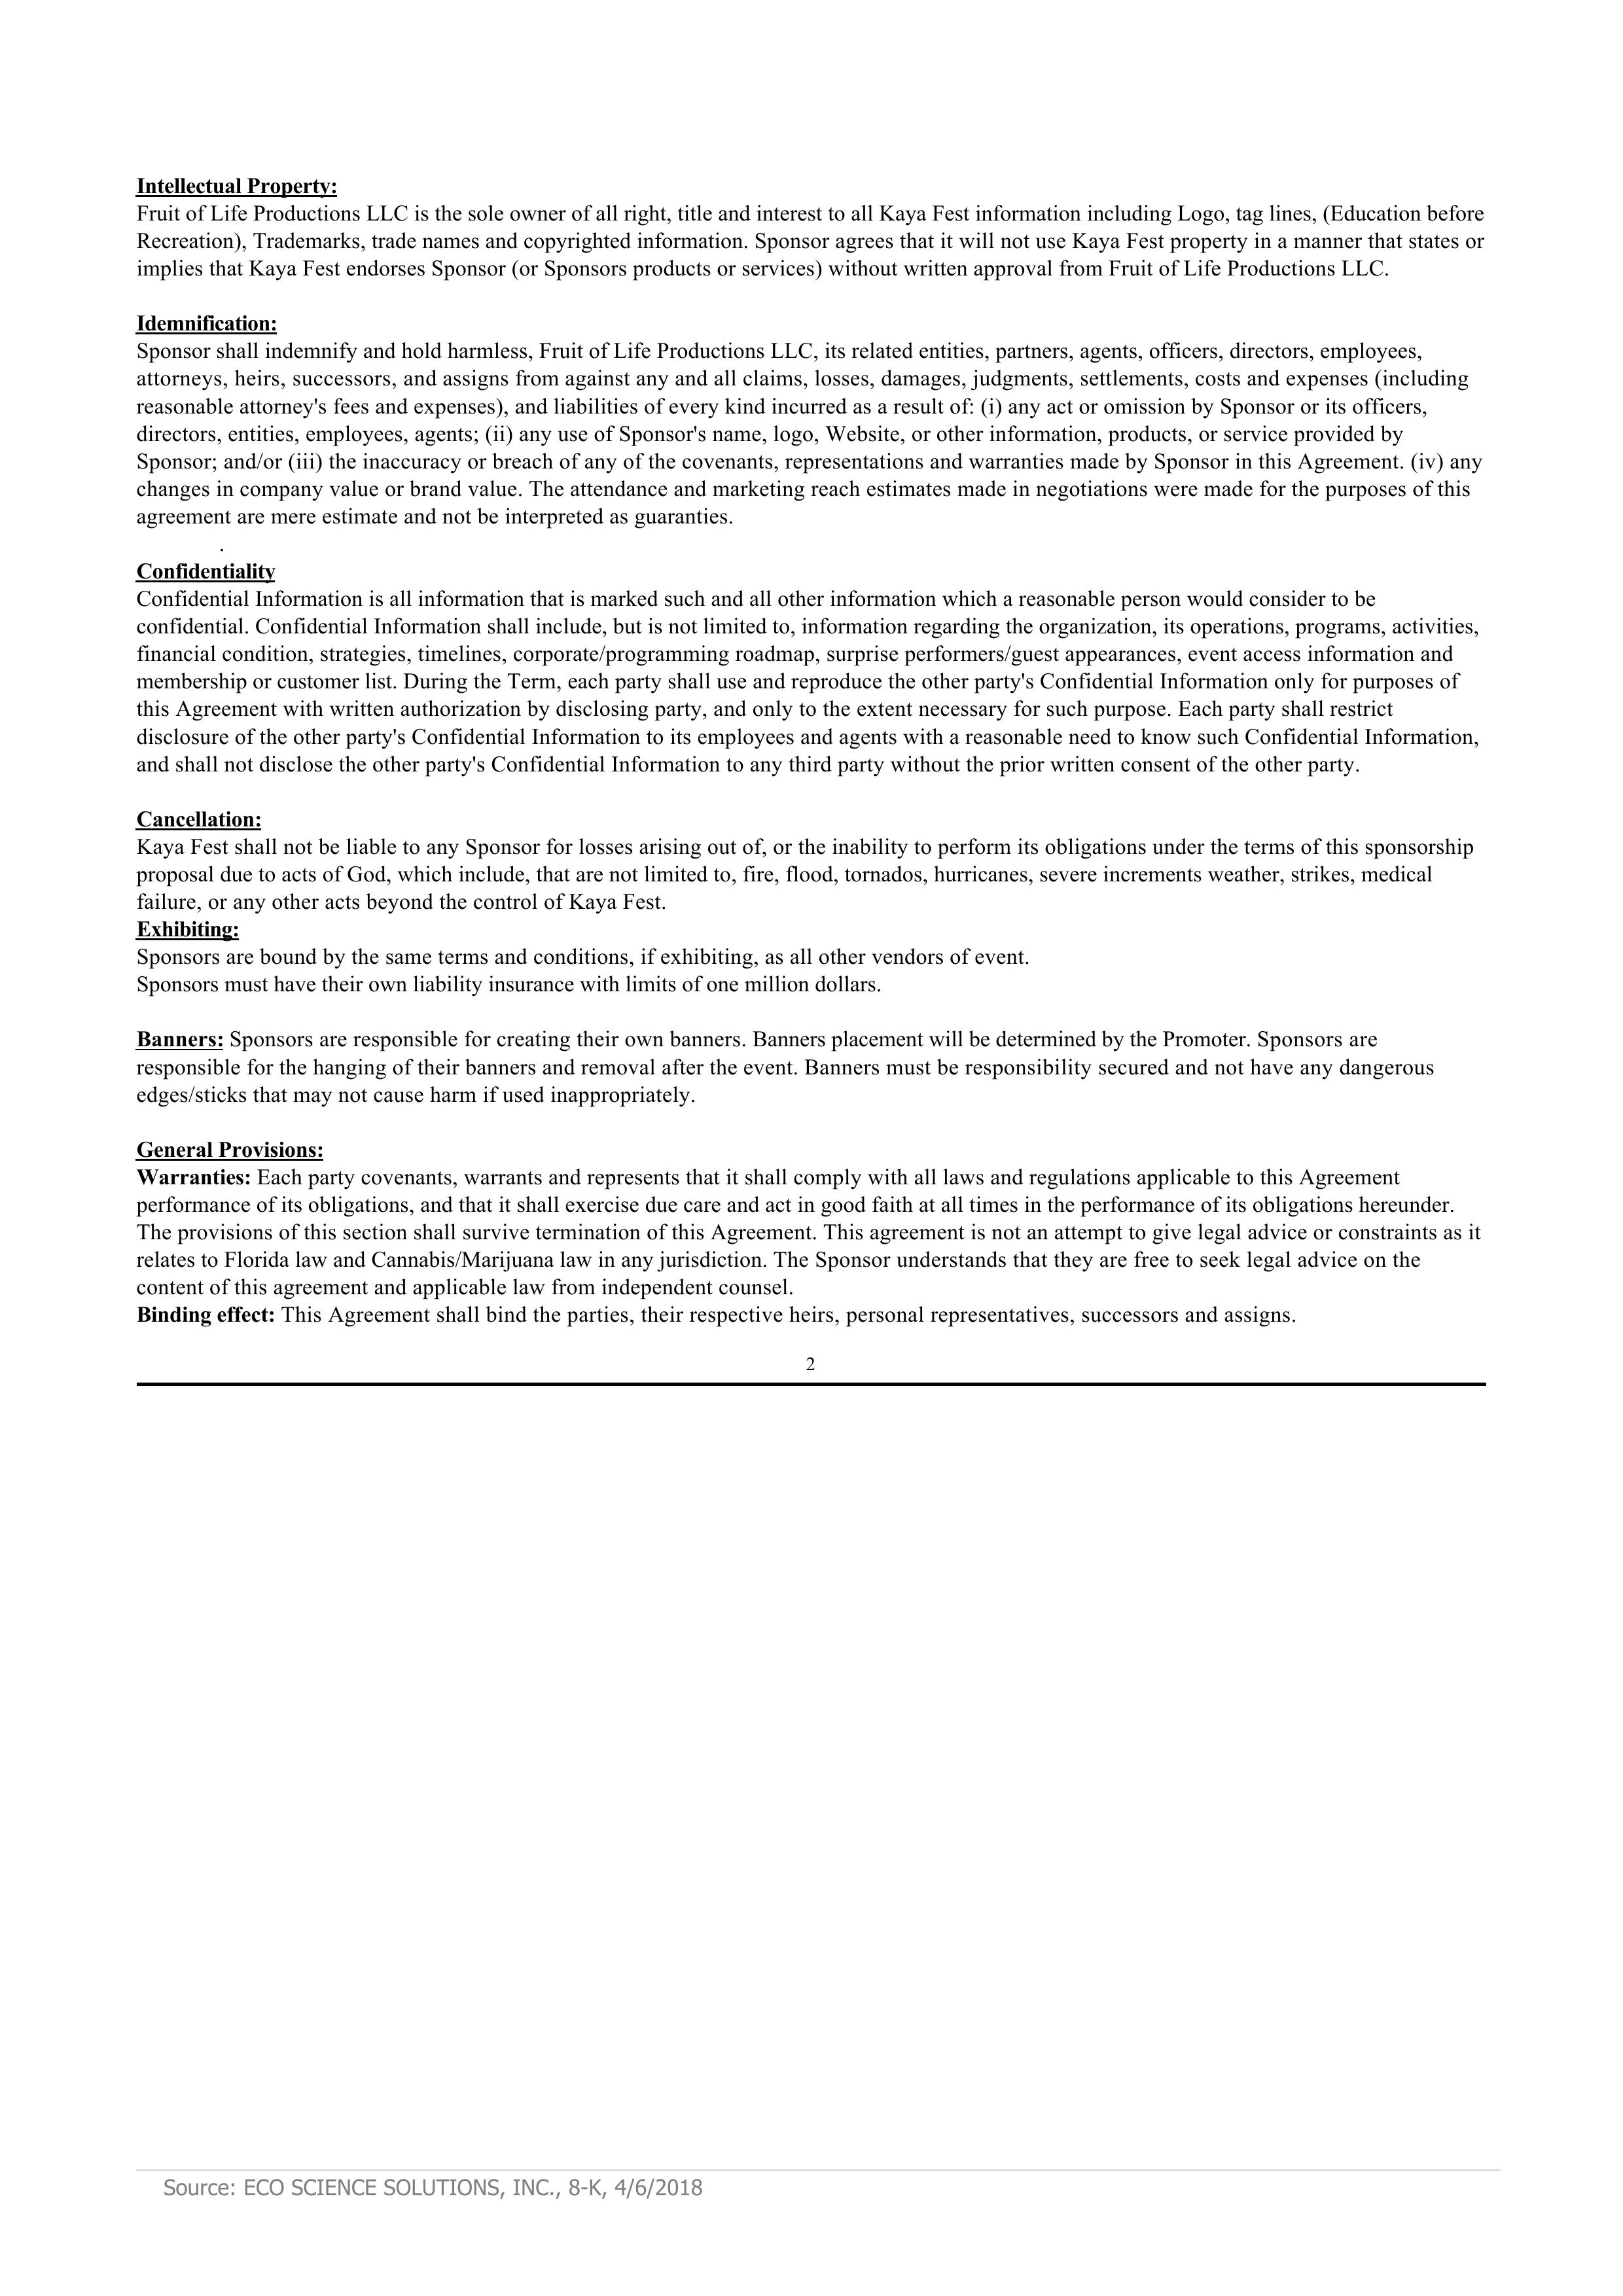 Intellectual Property:
Fruit of Life Productions LLC is the sole owner of all right, title and interest to all Kaya Fest information including Logo, tag lines, (Education before
Recreation), Trademarks, trade names and copyrighted information. Sponsor agrees that it will not use Kaya Fest property in a manner that states or
implies that Kaya Fest endorses Sponsor (or Sponsors products or services) without written approval from Fruit of Life Productions LLC.
Idemnification:
Sponsor shall indemnify and hold harmless, Fruit of Life Productions LLC, its related entities, partners, agents, officers, directors, employees,
attorneys, heirs, successors, and assigns from against any and all claims, losses, damages, judgments, settlements, costs and expenses (including
reasonable attorney's fees and expenses), and liabilities of every kind incurred as a result of: (i) any act or omission by Sponsor or its officers,
directors, entities, employees, agents; (ii) any use of Sponsor's name, logo, Website, or other information, products, or service provided by
Sponsor; and/or (iii) the inaccuracy or breach of any of the covenants, representations and warranties made by Sponsor in this Agreement. (iv) any
changes in company value or brand value. The attendance and marketing reach estimates made in negotiations were made for the purposes of this
agreement are mere estimate and not be interpreted as guaranties.
.
Confidentiality
Confidential Information is all information that is marked such and all other information which a reasonable person would consider to be
confidential. Confidential Information shall include, but is not limited to, information regarding the organization, its operations, programs, activities,
financial condition, strategies, timelines, corporate/programming roadmap, surprise performers/guest appearances, event access information and
membership or customer list. During the Term, each party shall use and reproduce the other party's Confidential Information only for purposes of
this Agreement with written authorization by disclosing party, and only to the extent necessary for such purpose. Each party shall restrict
disclosure of the other party's Confidential Information to its employees and agents with a reasonable need to know such Confidential Information,
and shall not disclose the other party's Confidential Information to any third party without the prior written consent of the other party.
Cancellation:
Kaya Fest shall not be liable to any Sponsor for losses arising out of, or the inability to perform its obligations under the terms of this sponsorship
proposal due to acts of God, which include, that are not limited to, fire, flood, tornados, hurricanes, severe increments weather, strikes, medical
failure, or any other acts beyond the control of Kaya Fest.
Exhibiting:
Sponsors are bound by the same terms and conditions, if exhibiting, as all other vendors of event.
Sponsors must have their own liability insurance with limits of one million dollars.
Banners: Sponsors are responsible for creating their own banners. Banners placement will be determined by the Promoter. Sponsors are
responsible for the hanging of their banners and removal after the event. Banners must be responsibility secured and not have any dangerous
edges/sticks that may not cause harm if used inappropriately.
General Provisions:
Warranties: Each party covenants, warrants and represents that it shall comply with all laws and regulations applicable to this Agreement
performance of its obligations, and that it shall exercise due care and act in good faith at all times in the performance of its obligations hereunder.
The provisions of this section shall survive termination of this Agreement. This agreement is not an attempt to give legal advice or constraints as it
relates to Florida law and Cannabis/Marijuana law in any jurisdiction. The Sponsor understands that they are free to seek legal advice on the
content of this agreement and applicable law from independent counsel.
Binding effect: This Agreement shall bind the parties, their respective heirs, personal representatives, successors and assigns.
2
Source: ECO SCIENCE SOLUTIONS, INC., 8-K, 4/6/2018